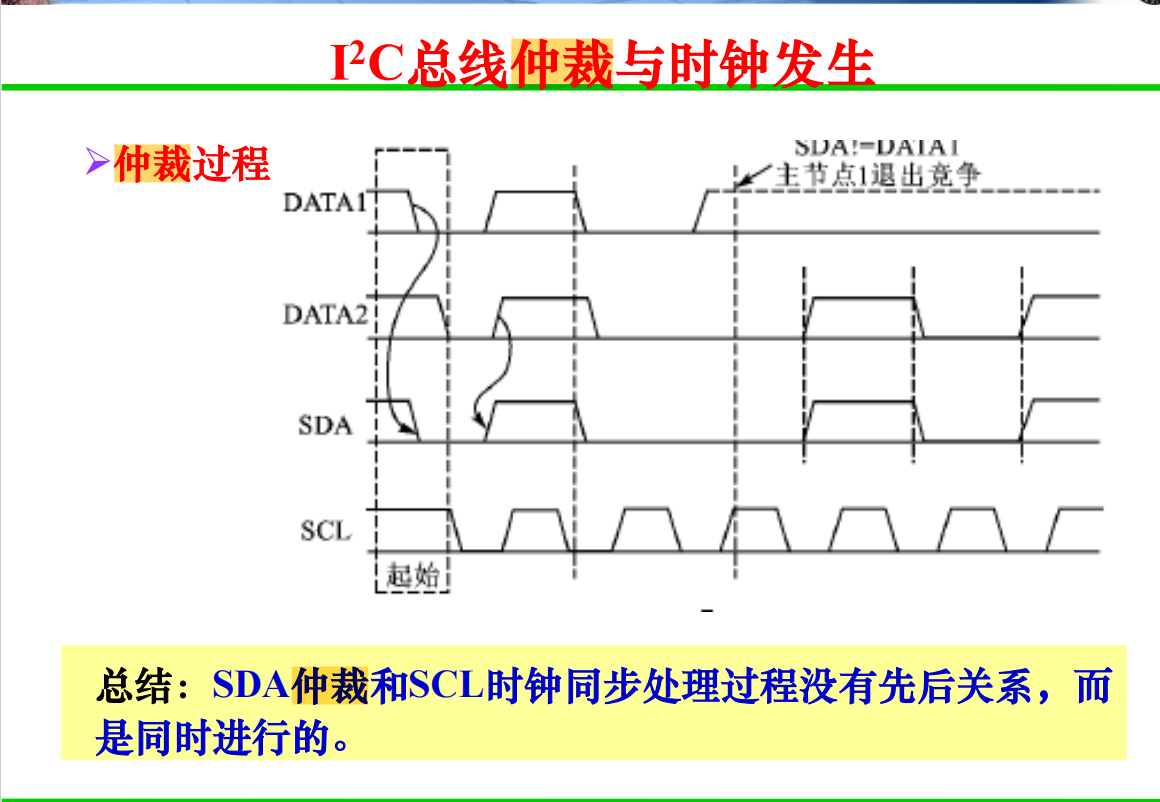 I²C总线仲裁与时钟发生
➢仲裁过程
SDA!=DATA1
主节点1退出竞争
DATA1
DATA2
SDA
SCL
起始
总结：SDA仲裁和SCL时钟同步处理过程没有先后关系，而
是同时进行的。